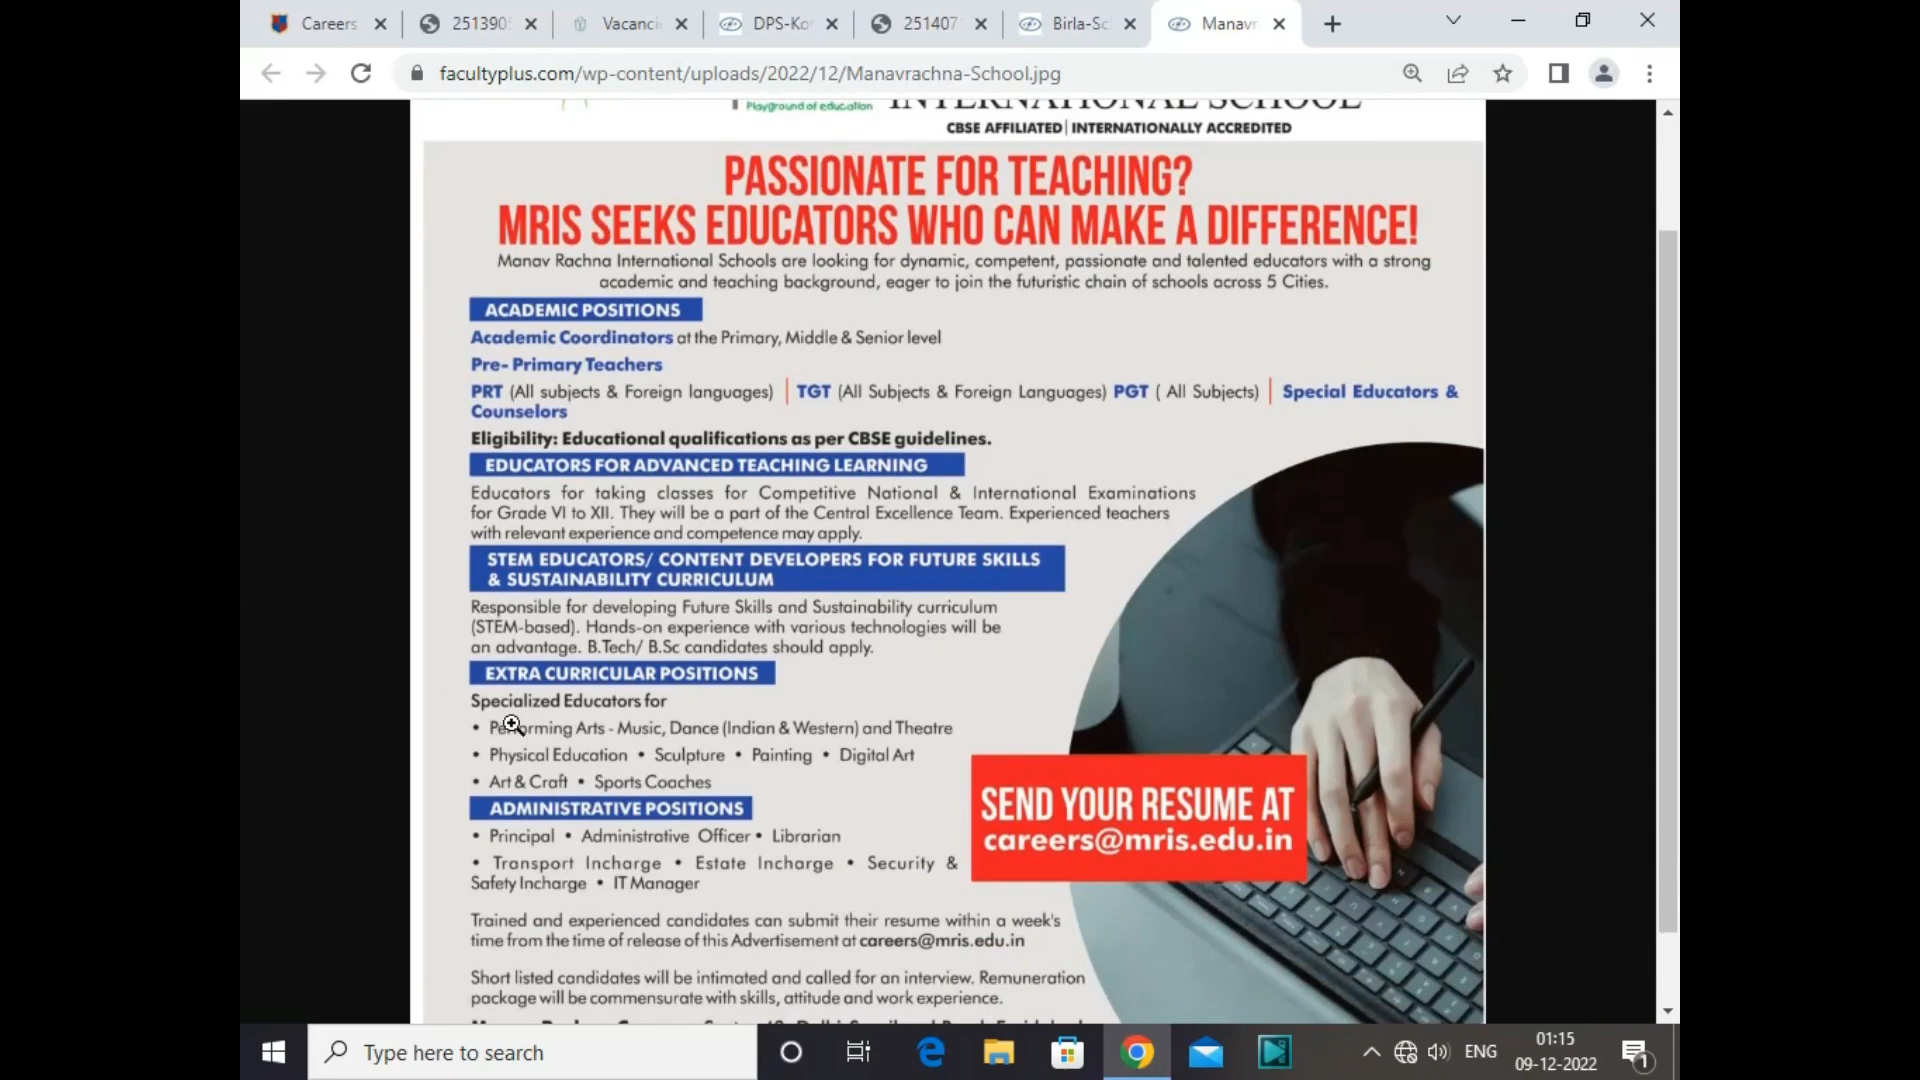 Careers
251390
Vacanci
DPS-Ko
251407
Birla-Sc
Manavr
facultyplus.com/wp-content/uploads/2022/12/Manavrachna-School.jpg
Playground of education
INTERNATIONAL SCHOOL
CBSE AFFILIATED | INTERNATIONALLY ACCREDITED
PASSIONATE FOR TEACHING?
MRIS SEEKS EDUCATORS WHO CAN MAKE A DIFFERENCE!
Manav Rachna International Schools are looking for dynamic, competent, passionate and talented educators with a strong
academic and teaching background, eager to join the futuristic chain of schools across 5 Cities.
ACADEMIC POSITIONS
Academic Coordinators at the Primary, Middle & Senior level
Pre- Primary Teachers
PRT (All subjects & Foreign languages) | TGT (All Subjects & Foreign Languages) PGT ( All Subjects) | Special Educators &
Counselors
Eligibility: Educational qualifications as per CBSE guidelines.
EDUCATORS FOR ADVANCED TEACHING LEARNING
Educators for taking classes for Competitive National & International Examinations
for Grade VI to XII. They will be a part of the Central Excellence Team. Experienced teachers
with relevant experience and competence may apply.
STEM EDUCATORS/ CONTENT DEVELOPERS FOR FUTURE SKILLS
& SUSTAINABILITY CURRICULUM
Responsible for developing Future Skills and Sustainability curriculum
(STEM-based). Hands-on experience with various technologies will be
an advantage. B.Tech/ B.Sc candidates should apply.
EXTRA CURRICULAR POSITIONS
Specialized Educators for
• Performing Arts - Music, Dance (Indian & Western) and Theatre
• Physical Education • Sculpture • Painting • Digital Art
• Art & Craft • Sports Coaches
ADMINISTRATIVE POSITIONS
• Principal • Administrative Officer • Librarian
• Transport Incharge • Estate Incharge • Security &
Safety Incharge • IT Manager
SEND YOUR RESUME AT
careers@mris.edu.in
Trained and experienced candidates can submit their resume within a week's
time from the time of release of this Advertisement at careers@mris.edu.in
Short listed candidates will be intimated and called for an interview. Remuneration
package will be commensurate with skills, attitude and work experience.
Type here to search
ENG
01:15
09-12-2022
1